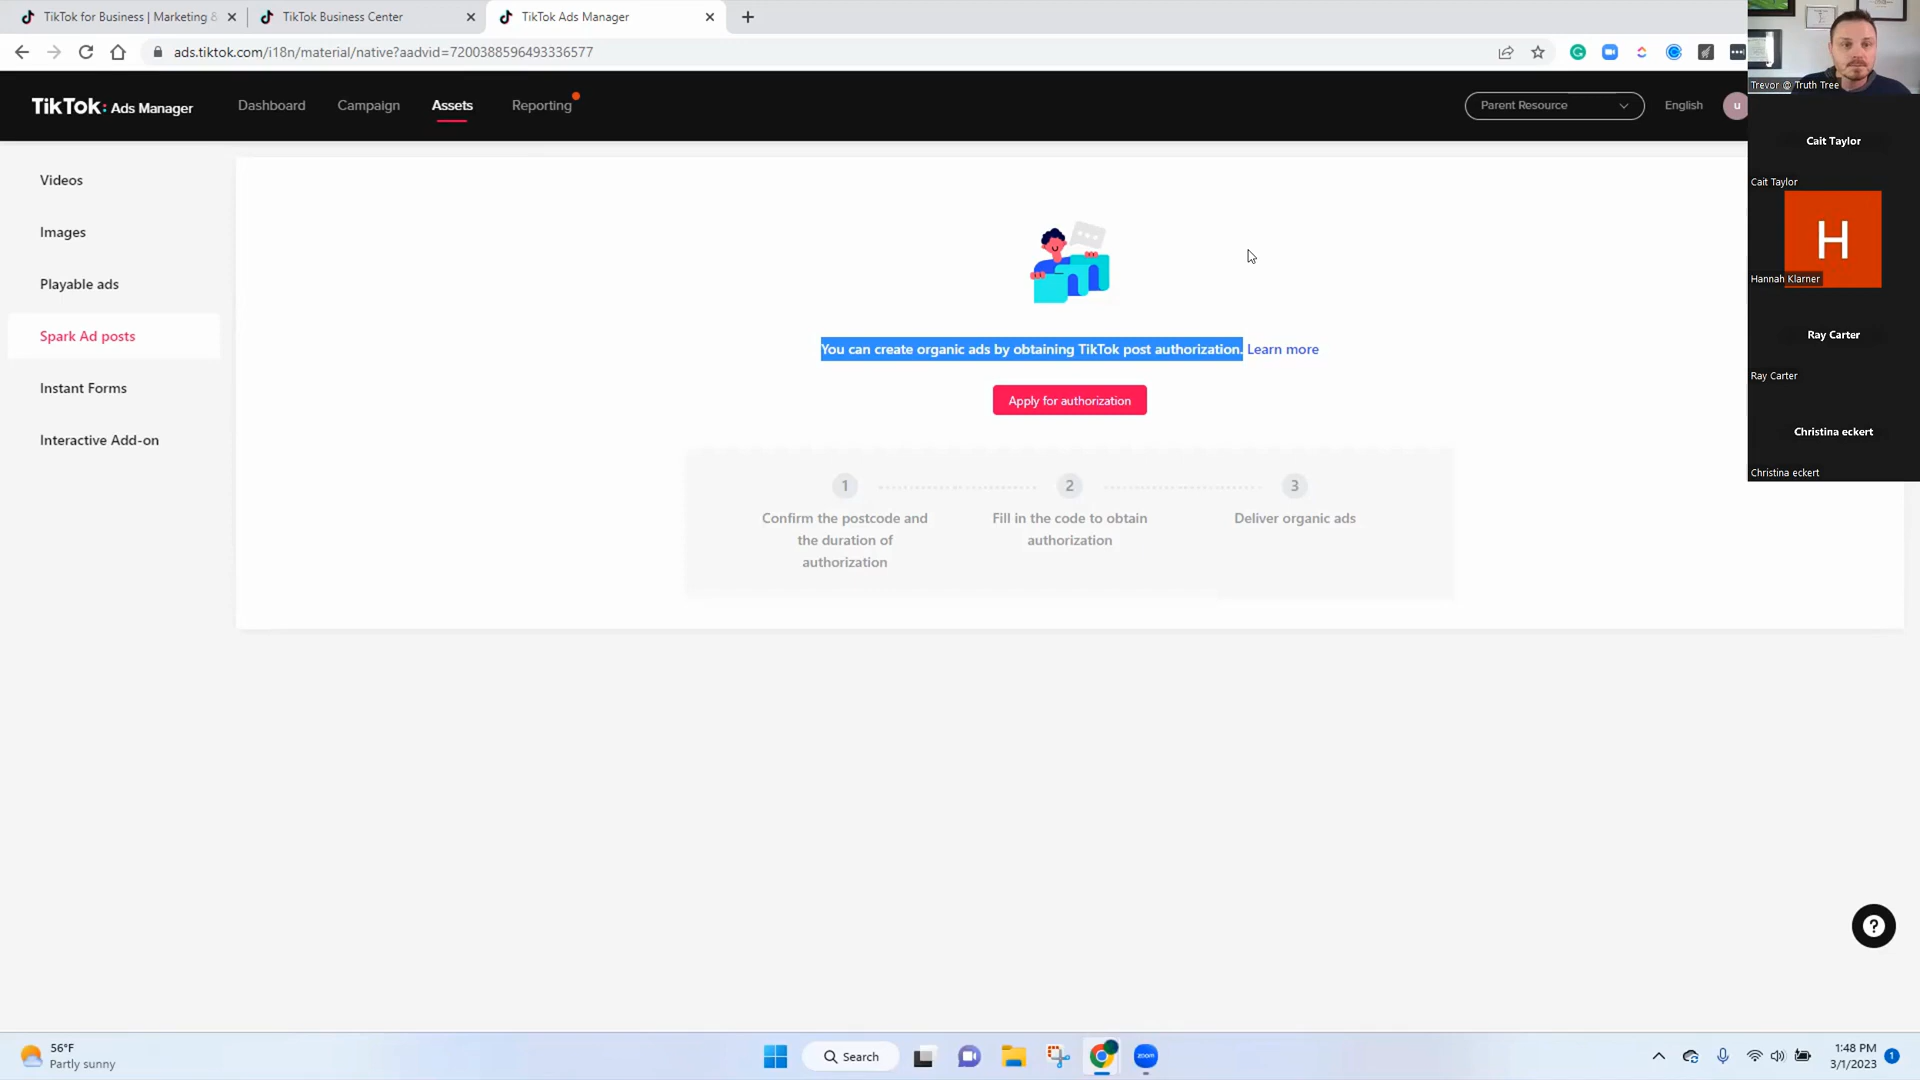 TikTok for Business | Marketing &
TikTok Business Center
TikTok Ads Manager
ads.tiktok.com/i18n/material/native?aadvid=7200388596493336577
TikTok: Ads Manager
Dashboard
Campaign
Assets
Reporting
Parent Resource
English
u
Trevor @ Truth Tree
Cait Taylor
Cait Taylor
H
Hannah Klarner
Ray Carter
Ray Carter
Christina eckert
Christina eckert
Videos
Images
Playable ads
Spark Ad posts
Instant Forms
Interactive Add-on
You can create organic ads by obtaining TikTok post authorization. Learn more
Apply for authorization
1
Confirm the postcode and
the duration of
authorization
2
Fill in the code to obtain
authorization
3
Deliver organic ads
?
56°F
Partly sunny
Search
zoom
1:48 PM
3/1/2023
1